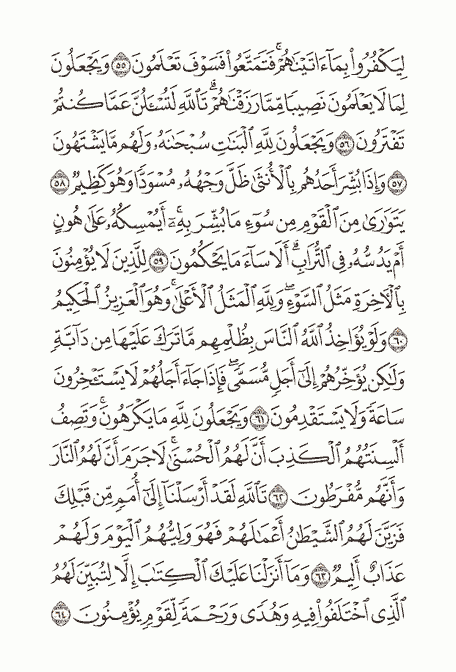 لِيَكۡفُرُواْ بِمَآ ءَاتَيۡنَٰهُمۡۚ فَتَمَتَّعُواْ فَسَوۡفَ تَعۡلَمُونَ ٥٥ وَيَجۡعَلُونَ
لِمَا لَا يَعۡلَمُونَ نَصِيبٗا مِّمَّا رَزَقۡنَٰهُمۡۗ تَٱللَّهِ لَتُسۡـَٔلُنَّ عَمَّا كُنتُمۡ
تَفۡتَرُونَ ٥٦ وَيَجۡعَلُونَ لِلَّهِ ٱلۡبَنَٰتِ سُبۡحَٰنَهُۥ وَلَهُم مَّا يَشۡتَهُونَ
٥٧ وَإِذَا بُشِّرَ أَحَدُهُم بِٱلۡأُنثَىٰ ظَلَّ وَجۡهُهُۥ مُسۡوَدّٗا وَهُوَ كَظِيمٞ ٥٨
يَتَوَٰرَىٰ مِنَ ٱلۡقَوۡمِ مِن سُوٓءِ مَا بُشِّرَ بِهِۦٓۚ أَيُمۡسِكُهُۥ عَلَىٰ هُونٍ
أَمۡ يَدُسُّهُۥ فِي ٱلتُّرَابِۗ أَلَا سَآءَ مَا يَحۡكُمُونَ ٥٩ لِلَّذِينَ لَا يُؤۡمِنُونَ
بِٱلۡأٓخِرَةِ مَثَلُ ٱلسَّوۡءِۖ وَلِلَّهِ ٱلۡمَثَلُ ٱلۡأَعۡلَىٰۚ وَهُوَ ٱلۡعَزِيزُ ٱلۡحَكِيمُ
٦٠ وَلَوۡ يُؤَاخِذُ ٱللَّهُ ٱلنَّاسَ بِظُلۡمِهِم مَّا تَرَكَ عَلَيۡهَا مِن دَآبَّةٖ
وَلَٰكِن يُؤَخِّرُهُمۡ إِلَىٰٓ أَجَلٖ مُّسَمّٗىۖ فَإِذَا جَآءَ أَجَلُهُمۡ لَا يَسۡتَـٔۡخِرُونَ
سَاعَةٗ وَلَا يَسۡتَقۡدِمُونَ ٦١ وَيَجۡعَلُونَ لِلَّهِ مَا يَكۡرَهُونَۚ وَتَصِفُ
أَلۡسِنَتُهُمُ ٱلۡكَذِبَ أَنَّ لَهُمُ ٱلۡحُسۡنَىٰۚ لَا جَرَمَ أَنَّ لَهُمُ ٱلنَّارَ
وَأَنَّهُم مُّفۡرَطُونَ ٦٢ تَٱللَّهِ لَقَدۡ أَرۡسَلۡنَآ إِلَىٰٓ أُمَمٖ مِّن قَبۡلِكَ
فَزَيَّنَ لَهُمُ ٱلشَّيۡطَٰنُ أَعۡمَٰلَهُمۡ فَهُوَ وَلِيُّهُمُ ٱلۡيَوۡمَ وَلَهُمۡ
عَذَابٌ أَلِيمٞ ٦٣ وَمَآ أَنزَلۡنَا عَلَيۡكَ ٱلۡكِتَٰبَ إِلَّا لِتُبَيِّنَ لَهُمُ
ٱلَّذِي ٱخۡتَلَفُواْ فِيهِ وَهُدٗى وَرَحۡمَةٗ لِّقَوۡمٖ يُؤۡمِنُونَ ٦٤